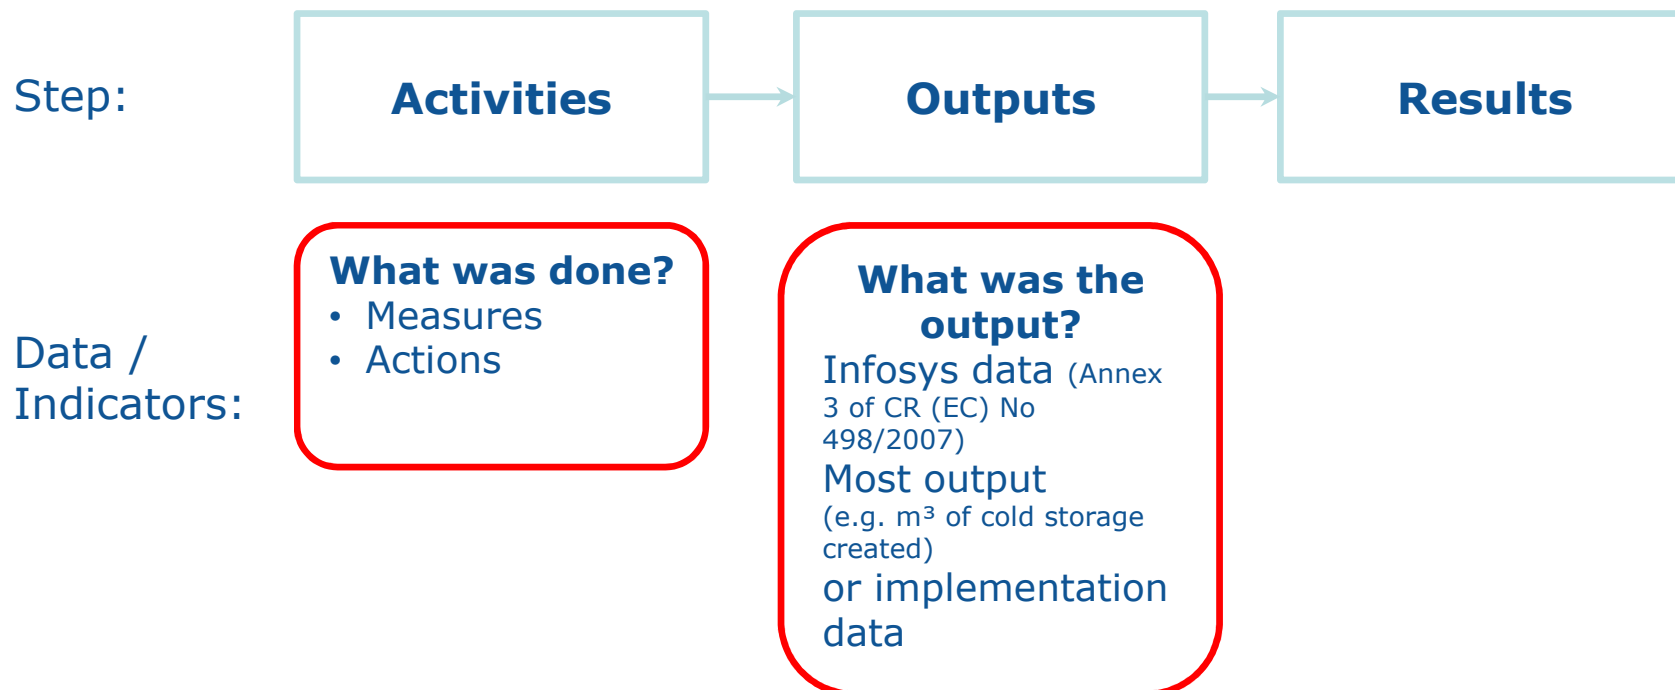 Step:
Activities
Outputs
Results
Data /
Indicators:
What was done?
• Measures
• Actions
What was the
output?
Infosys data (Annex
3 of CR (EC) No
498/2007)
Most output
(e.g. m³ of cold storage
created)
or implementation
data